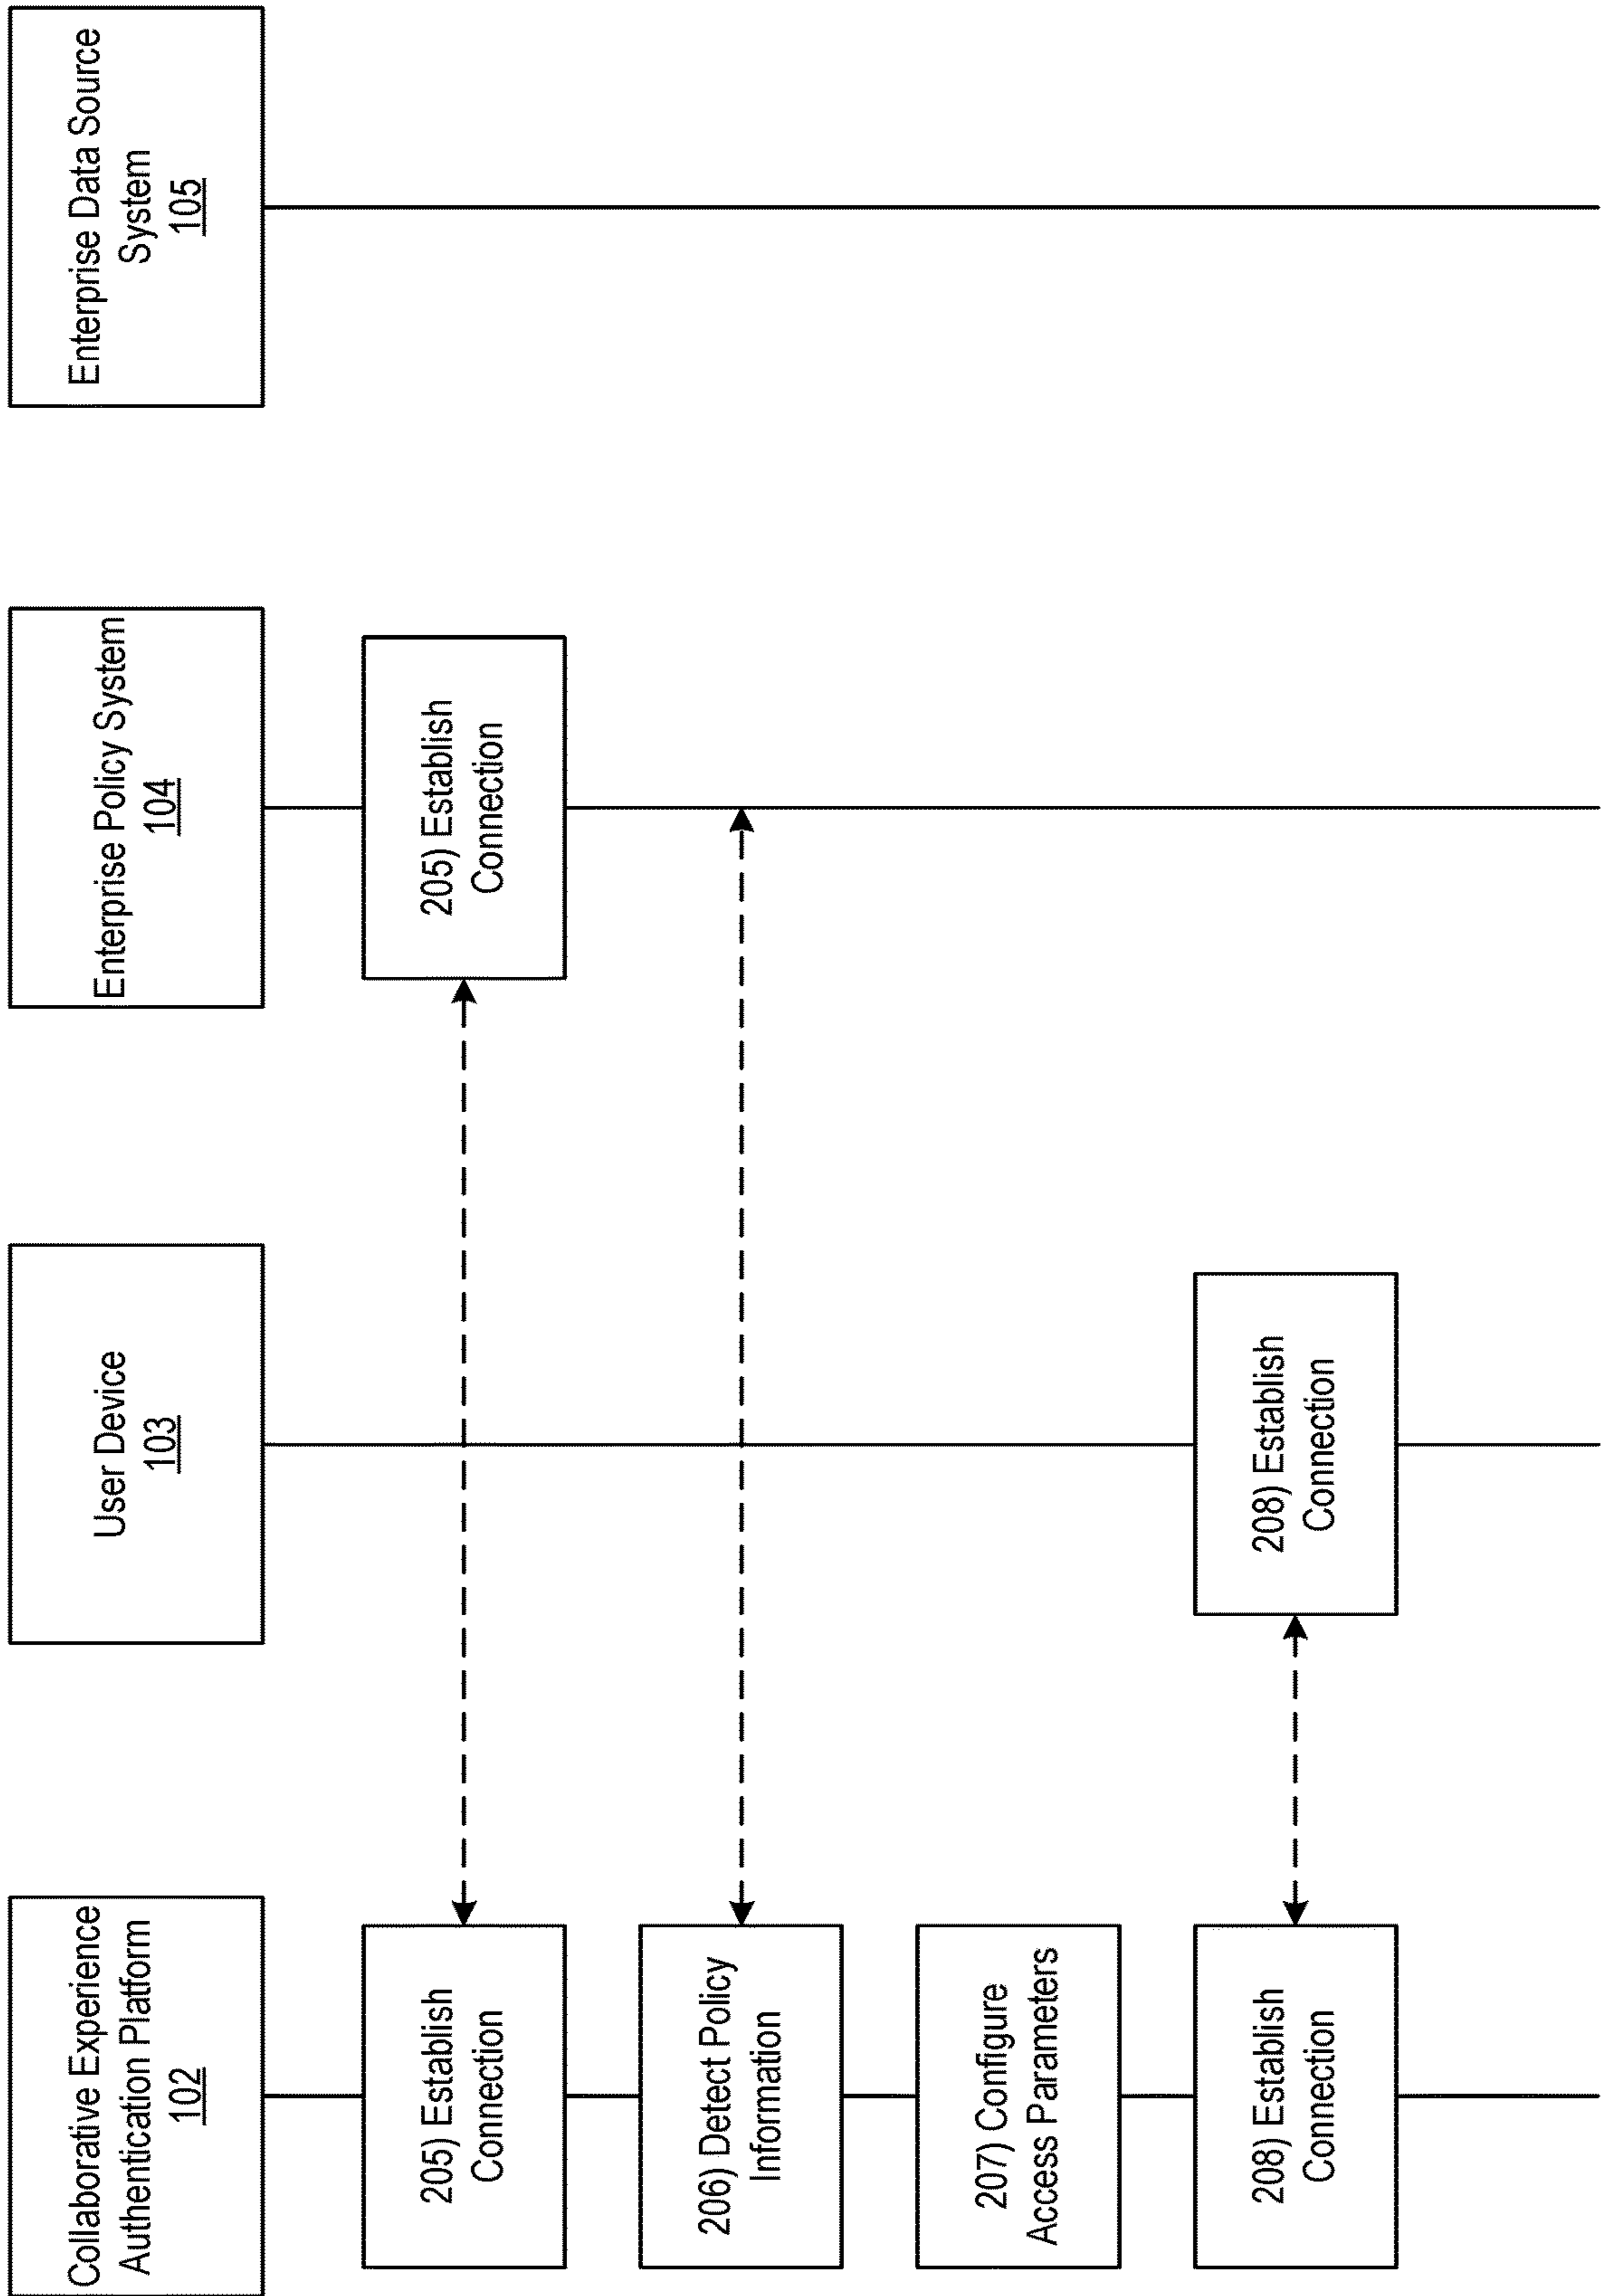 Collaborative Experience
Authentication Platform
102
User Device
103
Enterprise Policy System
104
Enterprise Data Source
System
105
205) Establish
Connection
205) Establish
Connection
206) Detect Policy
Information
207) Configure
Access Parameters
208) Establish
Connection
208) Establish
Connection